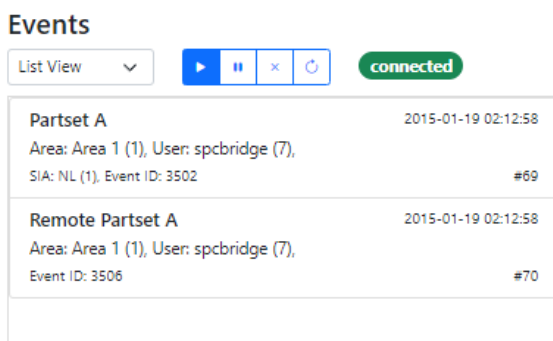 Events
List View
connected
Partset A 2015-01-19 02:12:58
Area: Area 1 (1), User: spcbridge (7),
SIA: NL (1), Event ID: 3502 #69
Remote Partset A 2015-01-19 02:12:58
Area: Area 1 (1), User: spcbridge (7),
Event ID: 3506 #70